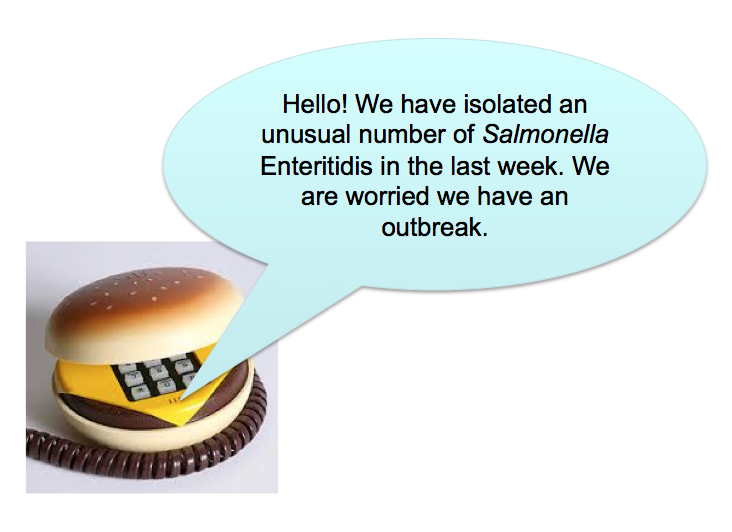 Hello! We have isolated an
unusual number of Salmonella
Enteritidis in the last week. We
are worried we have an
outbreak.